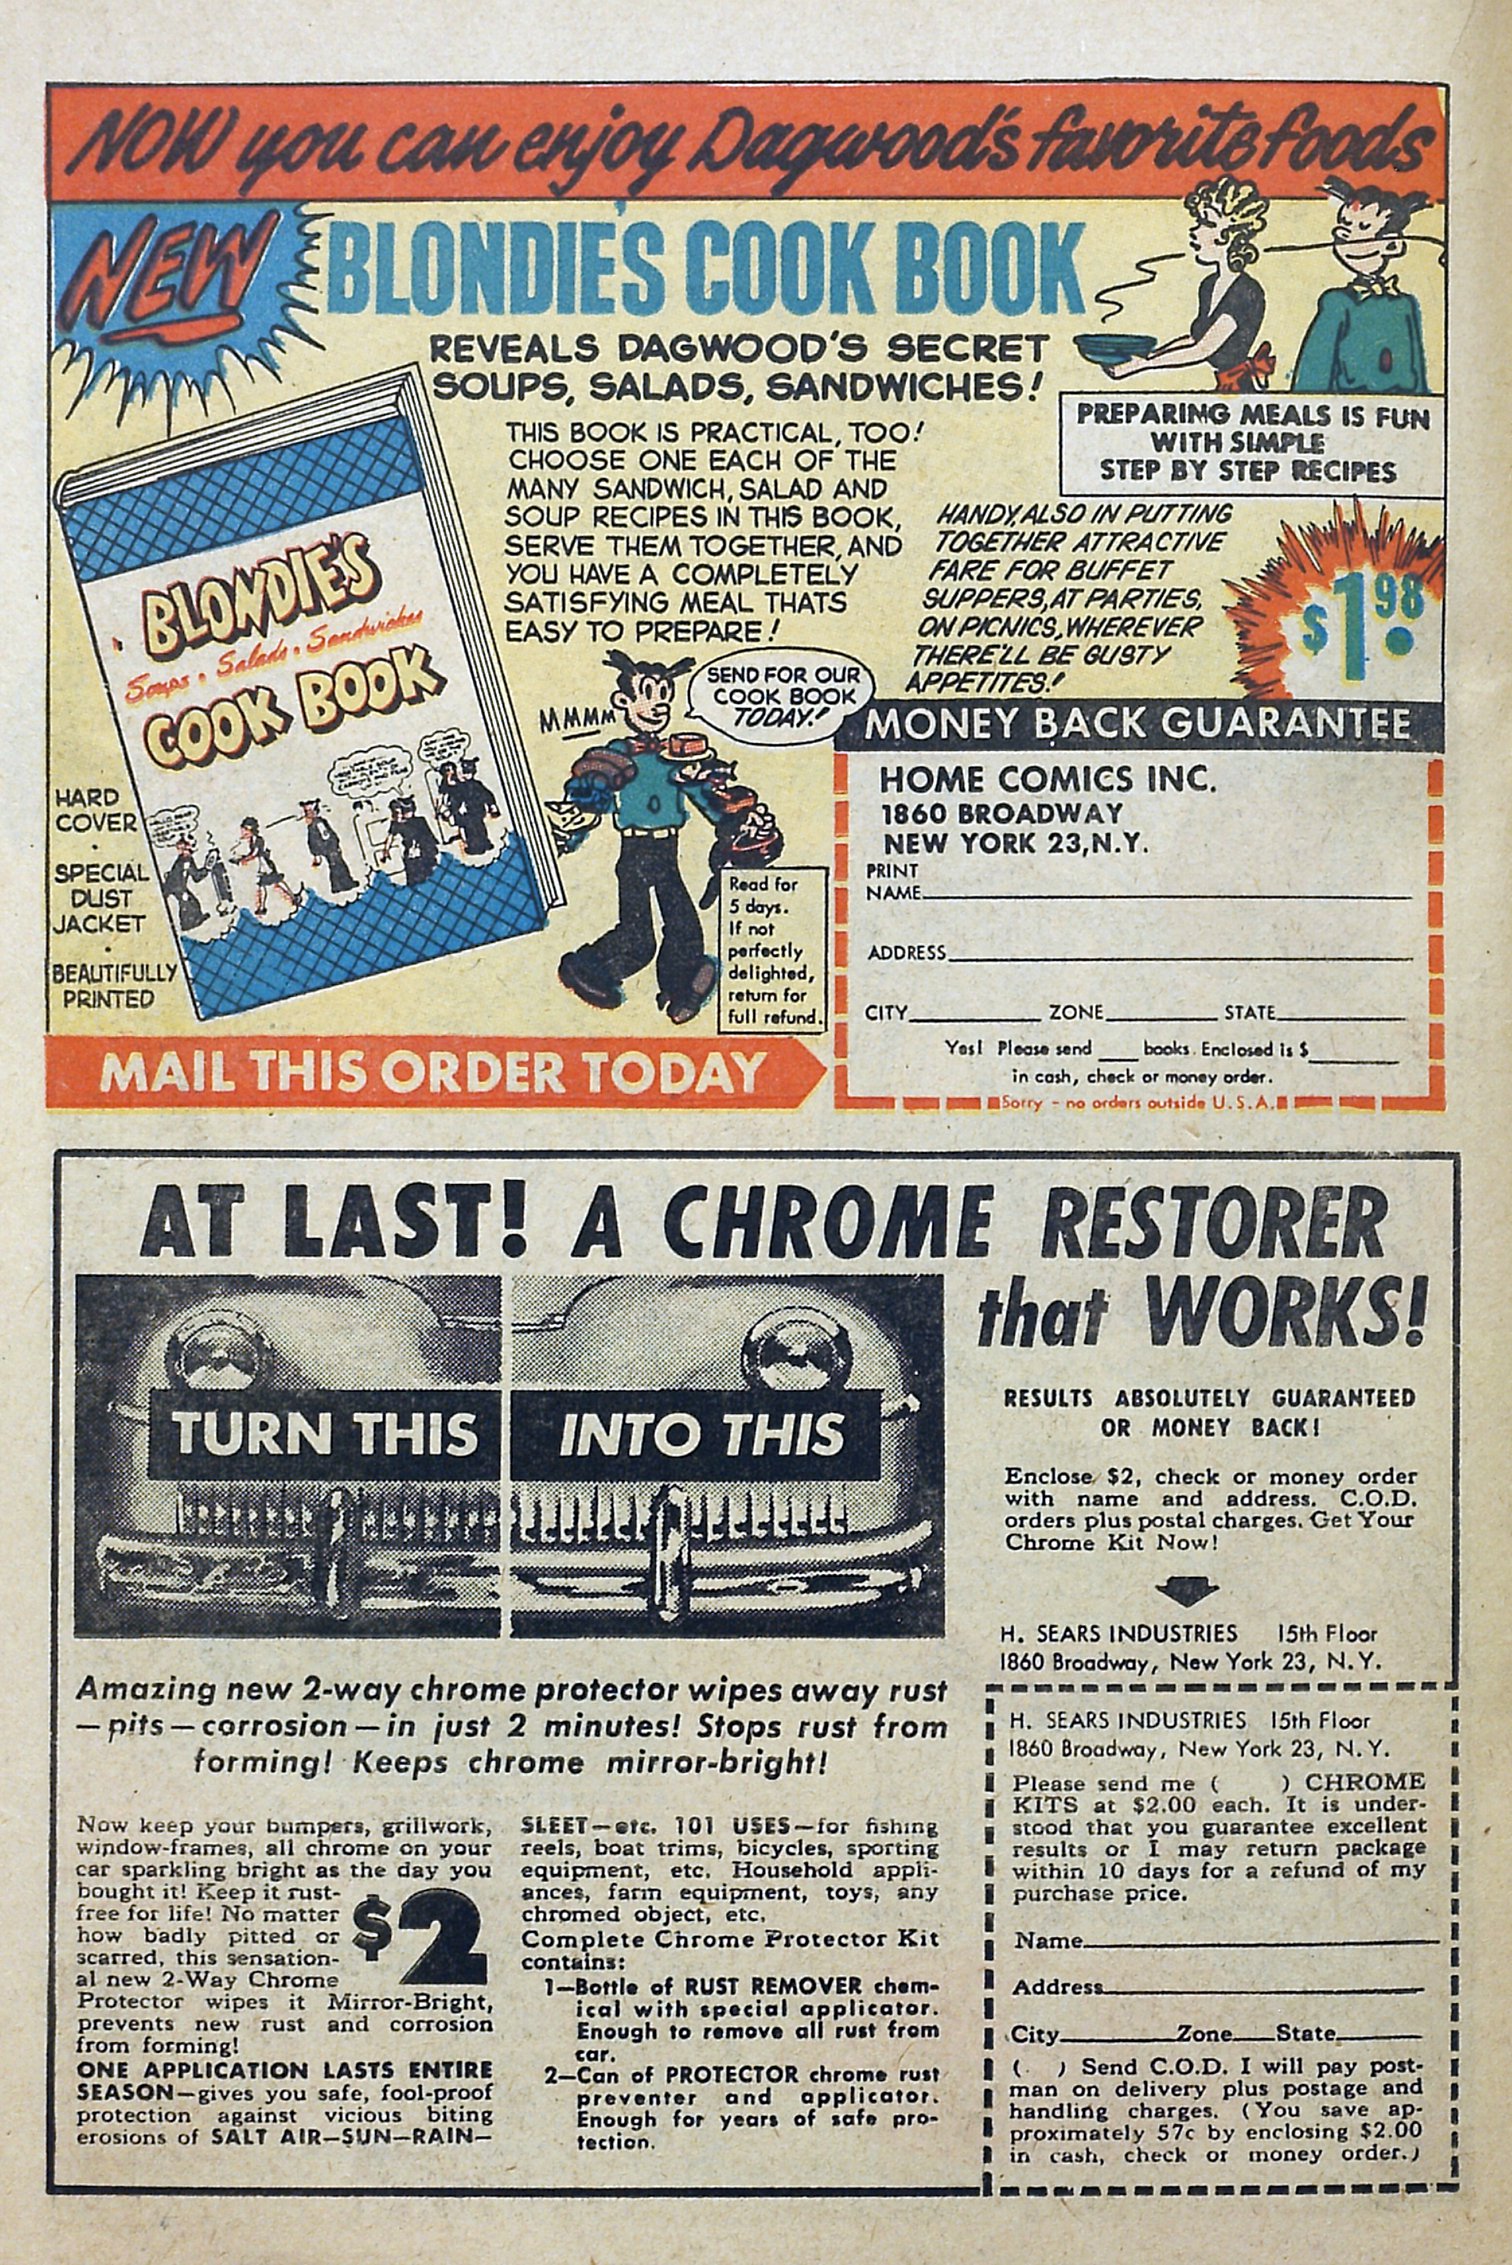 NOW you can enjoy Dagwood's favorite foods
NEW
BLONDIE'S COOK BOOK
REVEALS DAGWOOD'S SECRET
SOUPS, SALADS, SANDWICHES!
PREPARING MEALS IS FUN
WITH SIMPLE
STEP BY STEP RECIPES
THIS BOOK IS PRACTICAL, TOO!
CHOOSE ONE EACH OF THE
MANY SANDWICH, SALAD AND
SOUP RECIPES IN THIS BOOK,
SERVE THEM TOGETHER, AND
YOU HAVE A COMPLETELY
SATISFYING MEAL THATS
EASY TO PREPARE!
HANDY, ALSO IN PUTTING
TOGETHER ATTRACTIVE
FARE FOR BUFFET
SUPPERS, AT PARTIES,
ON PICNICS, WHEREVER
THERE'LL BE GUSTY
APPETITES!
$1.98
BLONDIE'S
Soups . Salads . Sandwiches
COOK BOOK
HARD
COVER
·
SPECIAL
DUST
JACKET
·
BEAUTIFULLY
PRINTED
MMMM
SEND FOR OUR
COOK BOOK
TODAY!
Read for
5 days.
If not
perfectly
delighted,
return for
full refund.
MAIL THIS ORDER TODAY
MONEY BACK GUARANTEE
HOME COMICS INC.
1860 BROADWAY
NEW YORK 23, N.Y.
PRINT
NAME
ADDRESS
CITY ZONE STATE
Yes! Please send ___ books. Enclosed is $
in cash, check or money order.
Sorry - no orders outside U.S.A.
AT LAST! A CHROME RESTORER
that WORKS!
TURN THIS
INTO THIS
RESULTS ABSOLUTELY GUARANTEED
OR MONEY BACK!
Enclose $2, check or money order
with name and address. C.O.D.
orders plus postal charges. Get Your
Chrome Kit Now!
H. SEARS INDUSTRIES 15th Floor
1860 Broadway, New York 23, N.Y.
Amazing new 2-way chrome protector wipes away rust
—pits—corrosion—in just 2 minutes! Stops rust from
forming! Keeps chrome mirror-bright!
Now keep your bumpers, grillwork,
window-frames, all chrome on your
car sparkling bright as the day you
bought it! Keep it rust-
free for life! No matter
how badly pitted or
scarred, this sensation-
al new 2-Way Chrome
Protector wipes it Mirror-Bright,
prevents new rust and corrosion
from forming!
$2
ONE APPLICATION LASTS ENTIRE
SEASON—gives you safe, fool-proof
protection against vicious biting
erosions of SALT AIR—SUN—RAIN—
SLEET—etc. 101 USES—for fishing
reels, boat trims, bicycles, sporting
equipment, etc. Household appli-
ances, farm equipment, toys, any
chromed object, etc.
Complete Chrome Protector Kit
contains:
1—Bottle of RUST REMOVER chem-
ical with special applicator.
Enough to remove all rust from
car.
2—Can of PROTECTOR chrome rust
preventer and applicator.
Enough for years of safe pro-
tection.
H. SEARS INDUSTRIES 15th Floor
1860 Broadway, New York 23, N.Y.
Please send me ( ) CHROME
KITS at $2.00 each. It is under-
stood that you guarantee excellent
results or I may return package
within 10 days for a refund of my
purchase price.
Name
Address
City Zone State
( ) Send C.O.D. I will pay post-
man on delivery plus postage and
handling charges. (You save ap-
proximately 57c by enclosing $2.00
in cash, check or money order.)